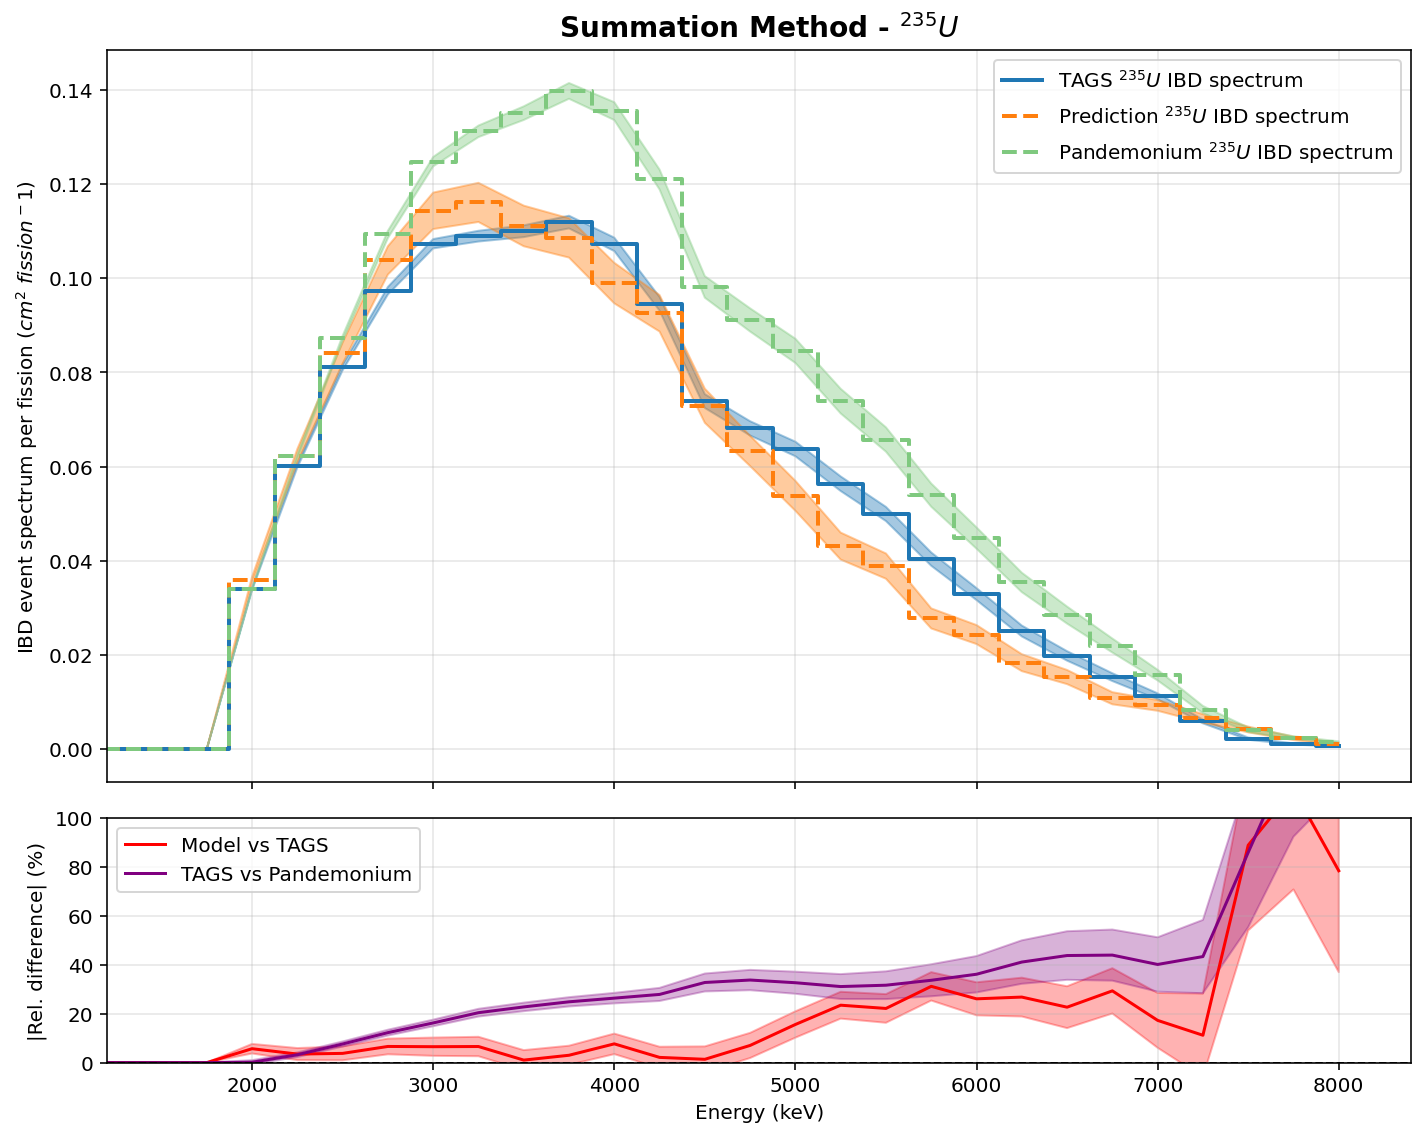 Summation Method - ²³⁵U
TAGS ²³⁵U IBD spectrum
Prediction ²³⁵U IBD spectrum
Pandemonium ²³⁵U IBD spectrum
IBD event spectrum per fission (cm² fission⁻1)
0.14
0.12
0.10
0.08
0.06
0.04
0.02
0.00
Model vs TAGS
TAGS vs Pandemonium
|Rel. difference| (%)
100
80
60
40
20
0
2000 3000 4000 5000 6000 7000 8000
Energy (keV)